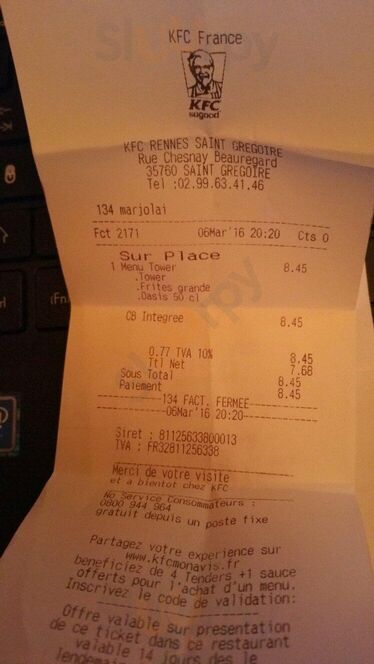 KFC France
KFC
sogood
KFC RENNES SAINT GREGOIRE
Rue Chesnay Beauregard
35760 SAINT GREGOIRE
Tel :02.99.63.41.46
134 marjolai
Fct 2171 06Mar'16 20:20 Cts 0
Sur Place
1 Menu Tower 8.45
.Tower
.Frites grande
.Oasis 50 cl
CB Integree 8.45
0.77 TVA 10% 8.45
Ttl Net 7.68
Sous Total 8.45
Paiement 8.45
134 FACT. FERMEE
06Mar'16 20:20
Siret : 81125633800013
TVA : FR32811256338
Merci de votre visite
et a bientot chez KFC
No Service Consommateurs :
0800 944 964
gratuit depuis un poste fixe
Partagez votre experience sur
www.kfcmonavis.fr
beneficiez de 4 Tenders +1 sauce
offerts pour l'achat d'un menu.
Inscrivez le code de validation:
Offre valable sur presentation
de ce ticket dans ce restaurant
valable 14 jours des le
lendemain